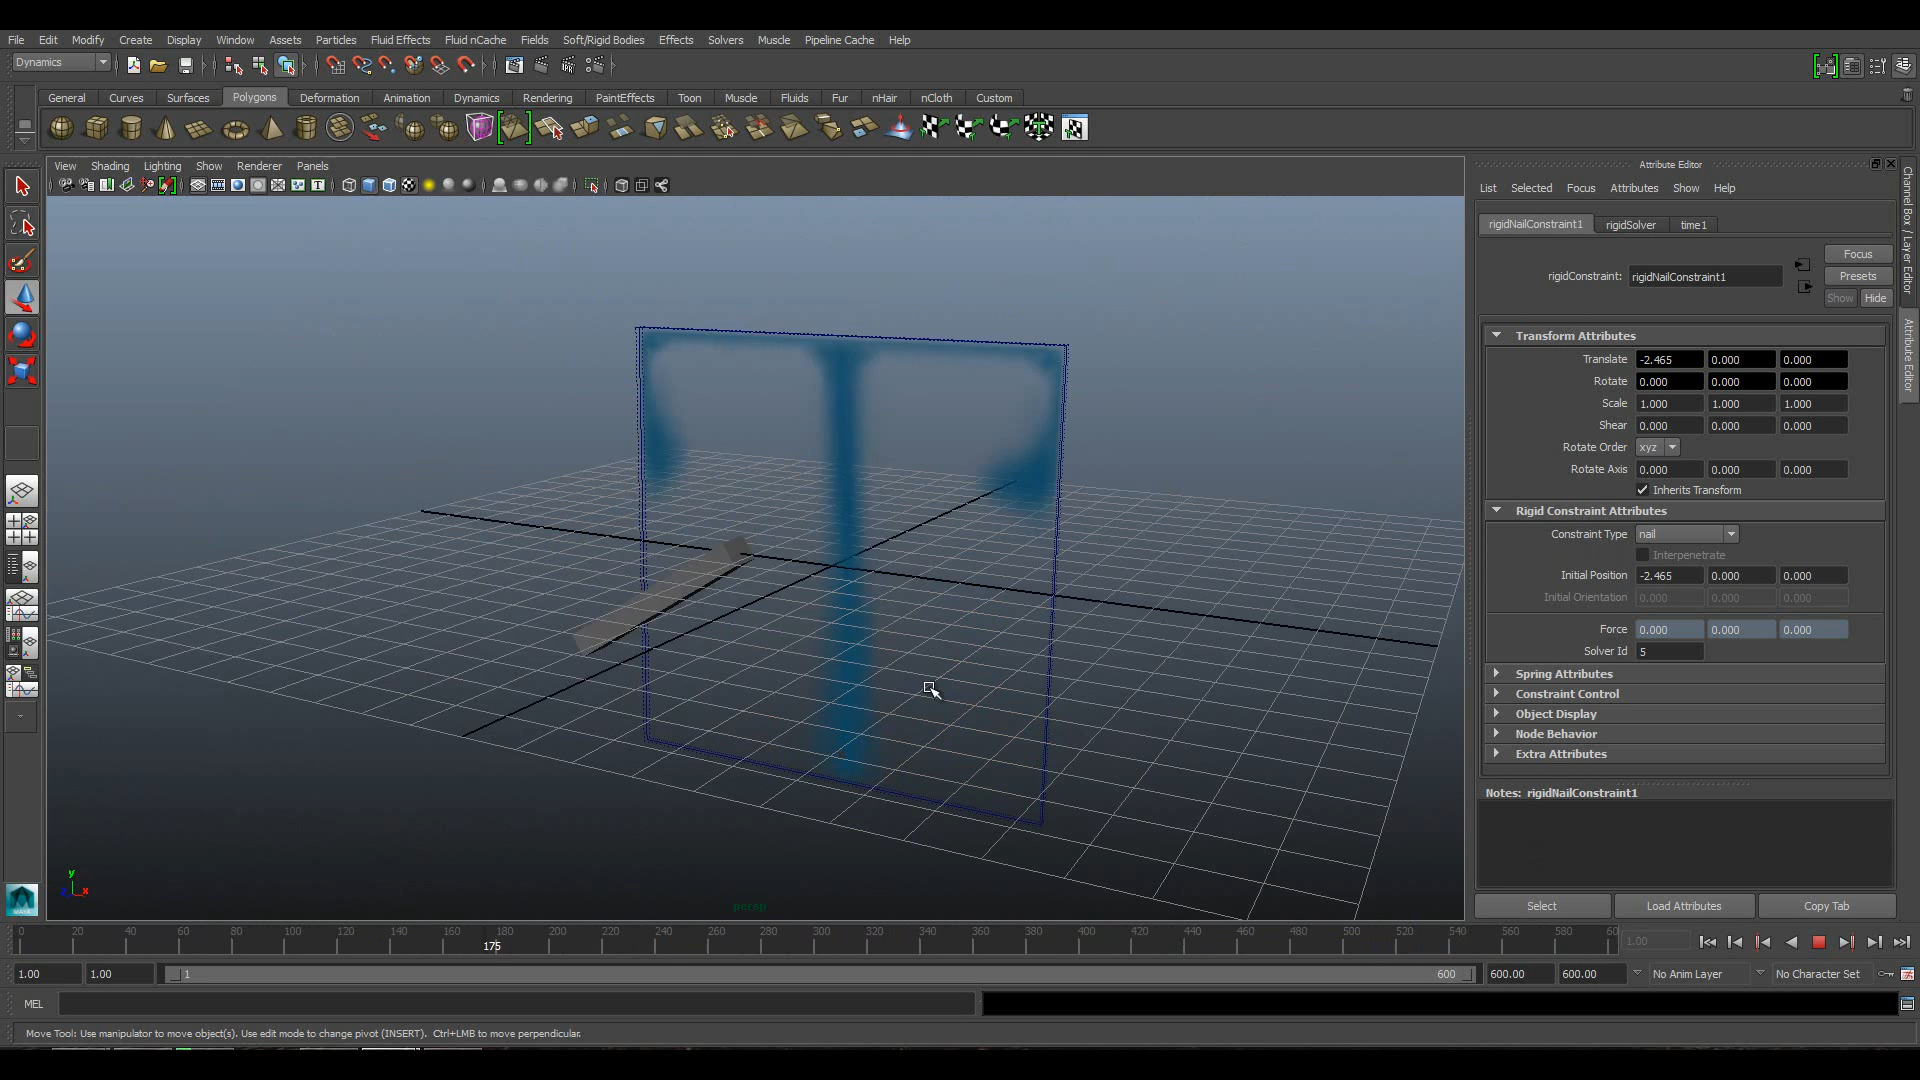 File Edit Modify Create Display Window Assets Particles Fluid Effects Fluid nCache Fields Soft/Rigid Bodies Effects Solvers Muscle Pipeline Cache Help
Dynamics
General Curves Surfaces Polygons Deformation Animation Dynamics Rendering PaintEffects Toon Muscle Fluids Fur nHair nCloth Custom
View Shading Lighting Show Renderer Panels
Attribute Editor
List Selected Focus Attributes Show Help
rigidNailConstraint1 rigidSolver time1
Focus
rigidConstraint: rigidNailConstraint1
Presets
Show Hide
Transform Attributes
Translate -2.465 0.000 0.000
Rotate 0.000 0.000 0.000
Scale 1.000 1.000 1.000
Shear 0.000 0.000 0.000
Rotate Order xyz
Rotate Axis 0.000 0.000 0.000
Inherits Transform
Rigid Constraint Attributes
Constraint Type nail
Interpenetrate
Initial Position -2.465 0.000 0.000
Initial Orientation 0.000 0.000 0.000
Force 0.000 0.000 0.000
Solver Id 5
Spring Attributes
Constraint Control
Object Display
Node Behavior
Extra Attributes
Notes: rigidNailConstraint1
Select Load Attributes Copy Tab
Channel Box / Layer Editor
Attribute Editor
y
z x
persp
MAYA
0 20 40 60 80 100 120 140 160 180 200 220 240 260 280 300 320 340 360 380 400 420 440 460 480 500 520 540 560 580 60
175
1.00
1.00 1.00 1 600 600.00 600.00 No Anim Layer No Character Set
MEL
Move Tool: Use manipulator to move object(s). Use edit mode to change pivot (INSERT). Ctrl+LMB to move perpendicular.